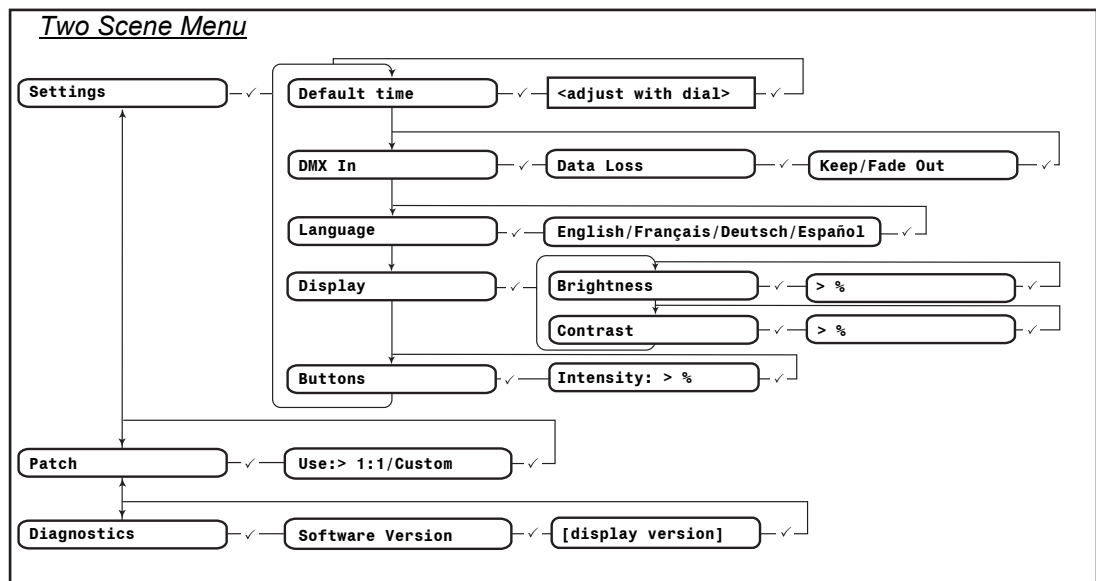 Two Scene Menu
Settings ✓ Default time ✓ <adjust with dial> ✓
DMX In ✓ Data Loss ✓ Keep/Fade Out ✓
Language ✓ English/Français/Deutsch/Español ✓
Display ✓ Brightness ✓ > % ✓
Contrast ✓ > % ✓
Buttons ✓ Intensity: > % ✓
Patch ✓ Use:> 1:1/Custom ✓
Diagnostics ✓ Software Version ✓ [display version] ✓